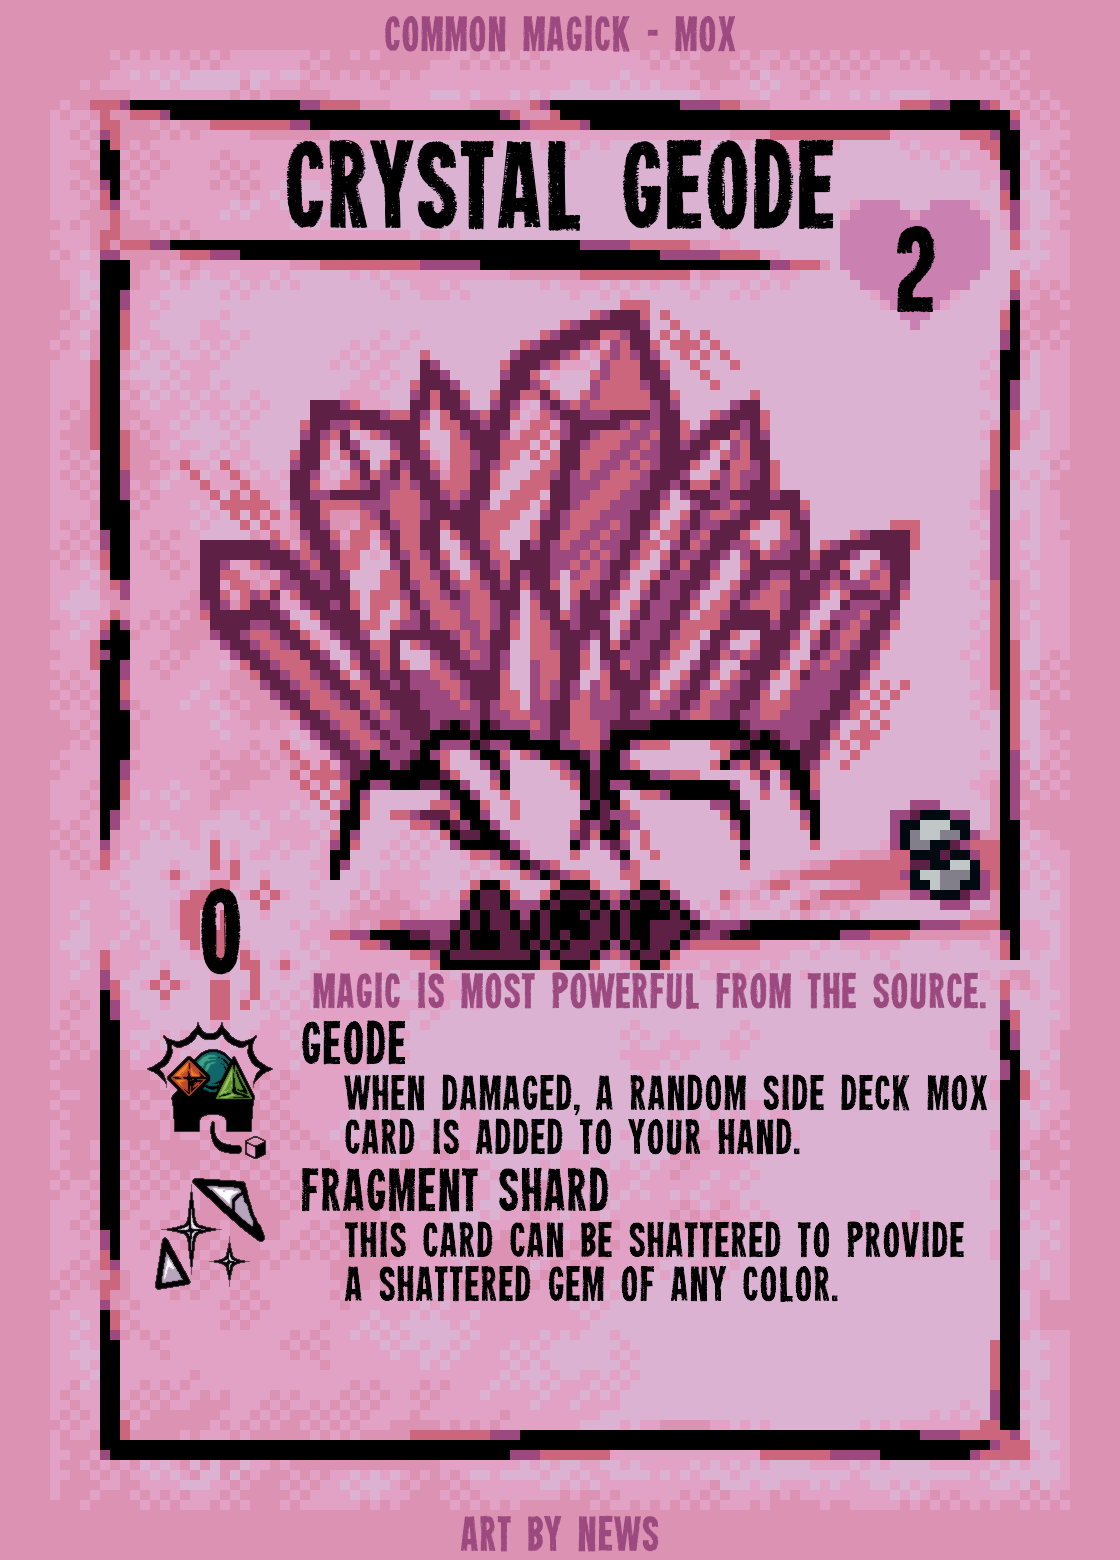 COMMON MAGICK - MOX
CRYSTAL GEODE
2
0
MAGIC IS MOST POWERFUL FROM THE SOURCE.
GEODE
WHEN DAMAGED, A RANDOM SIDE DECK MOX
CARD IS ADDED TO YOUR HAND.
FRAGMENT SHARD
THIS CARD CAN BE SHATTERED TO PROVIDE
A SHATTERED GEM OF ANY COLOR.
ART BY NEWS